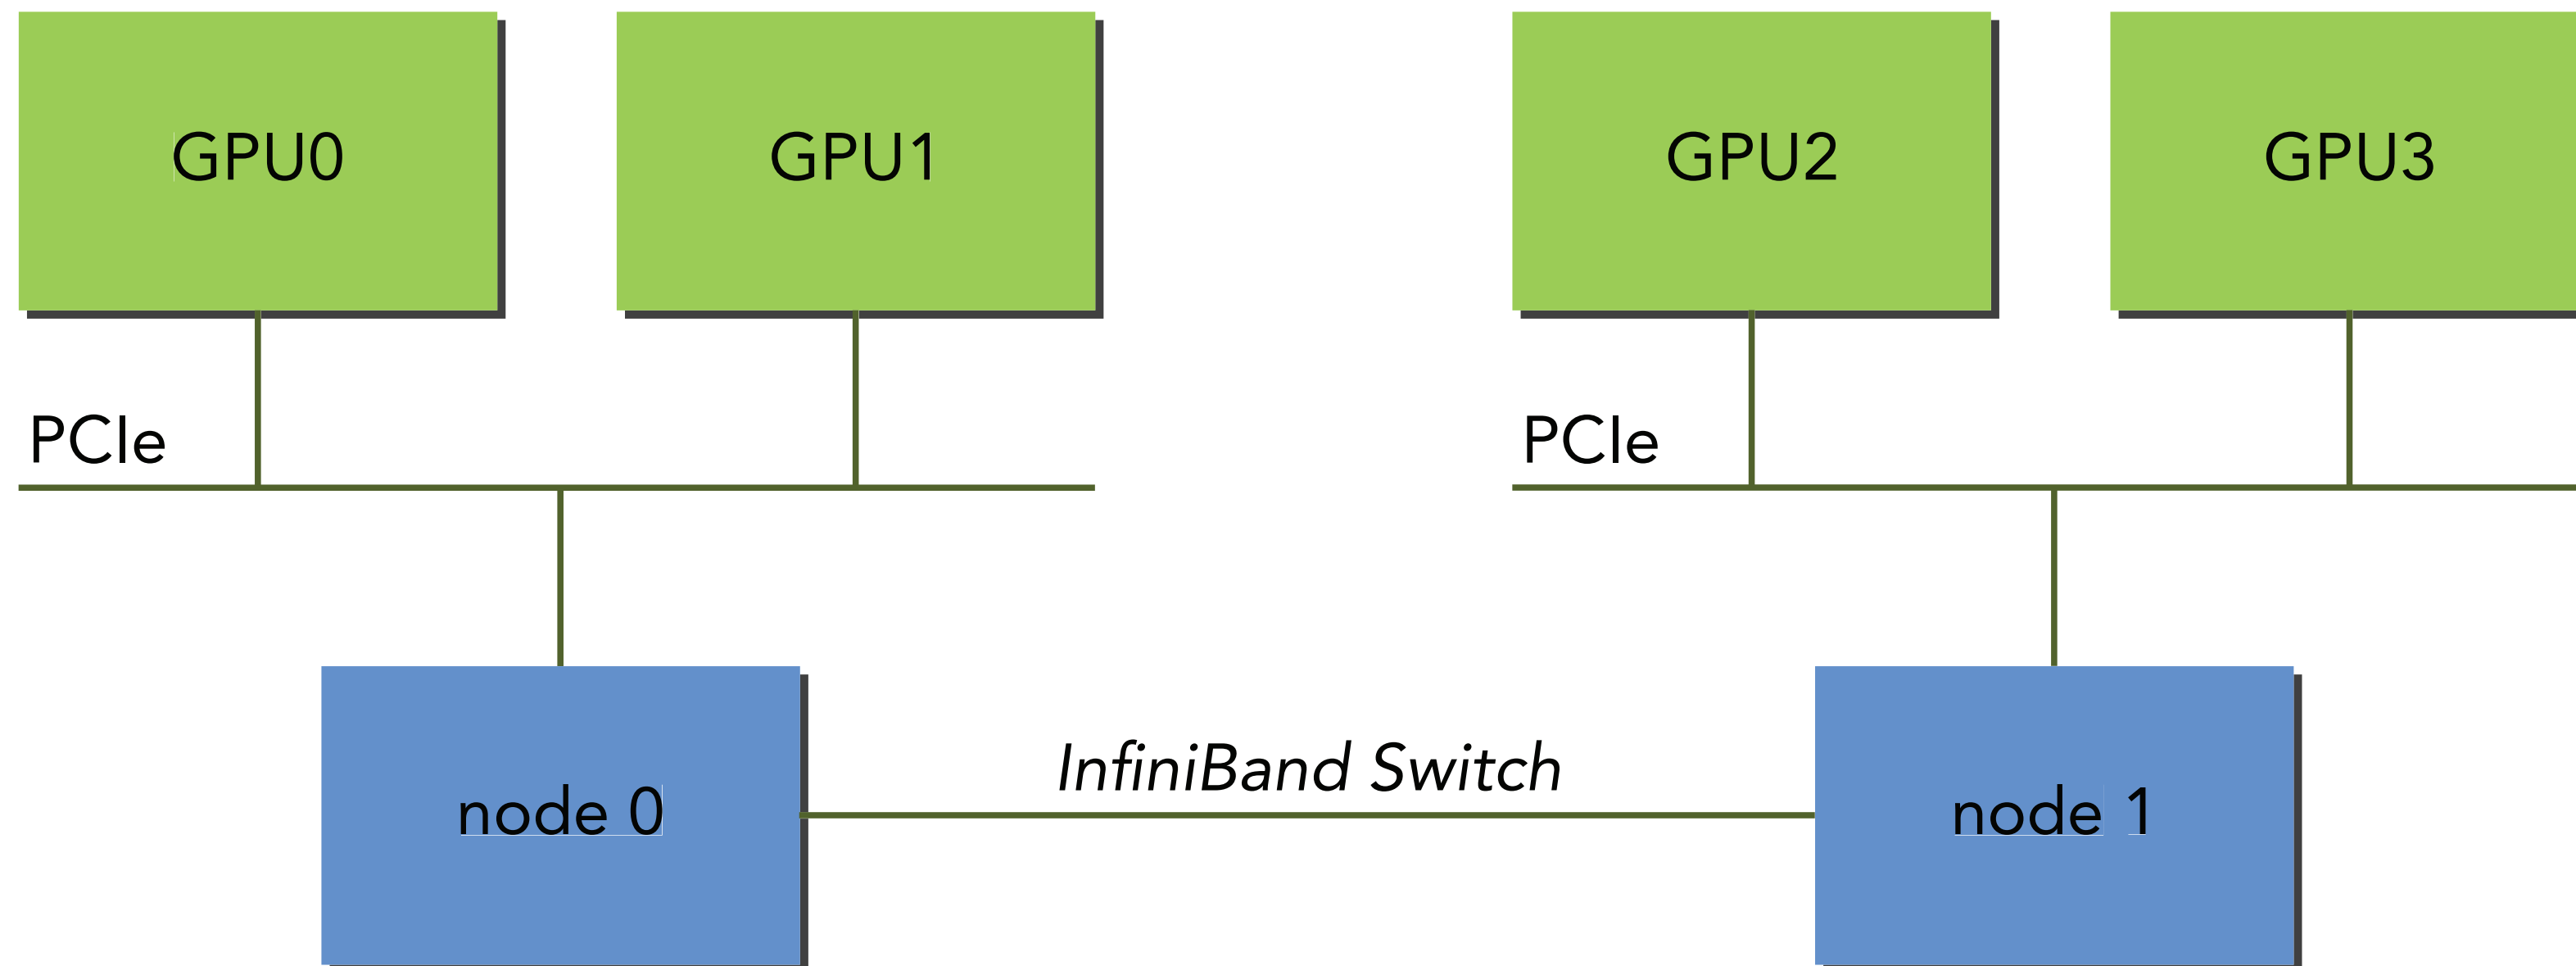 GPU0
GPU1
GPU2
GPU3
PCIe
PCIe
InfiniBand Switch
node 0
node 1